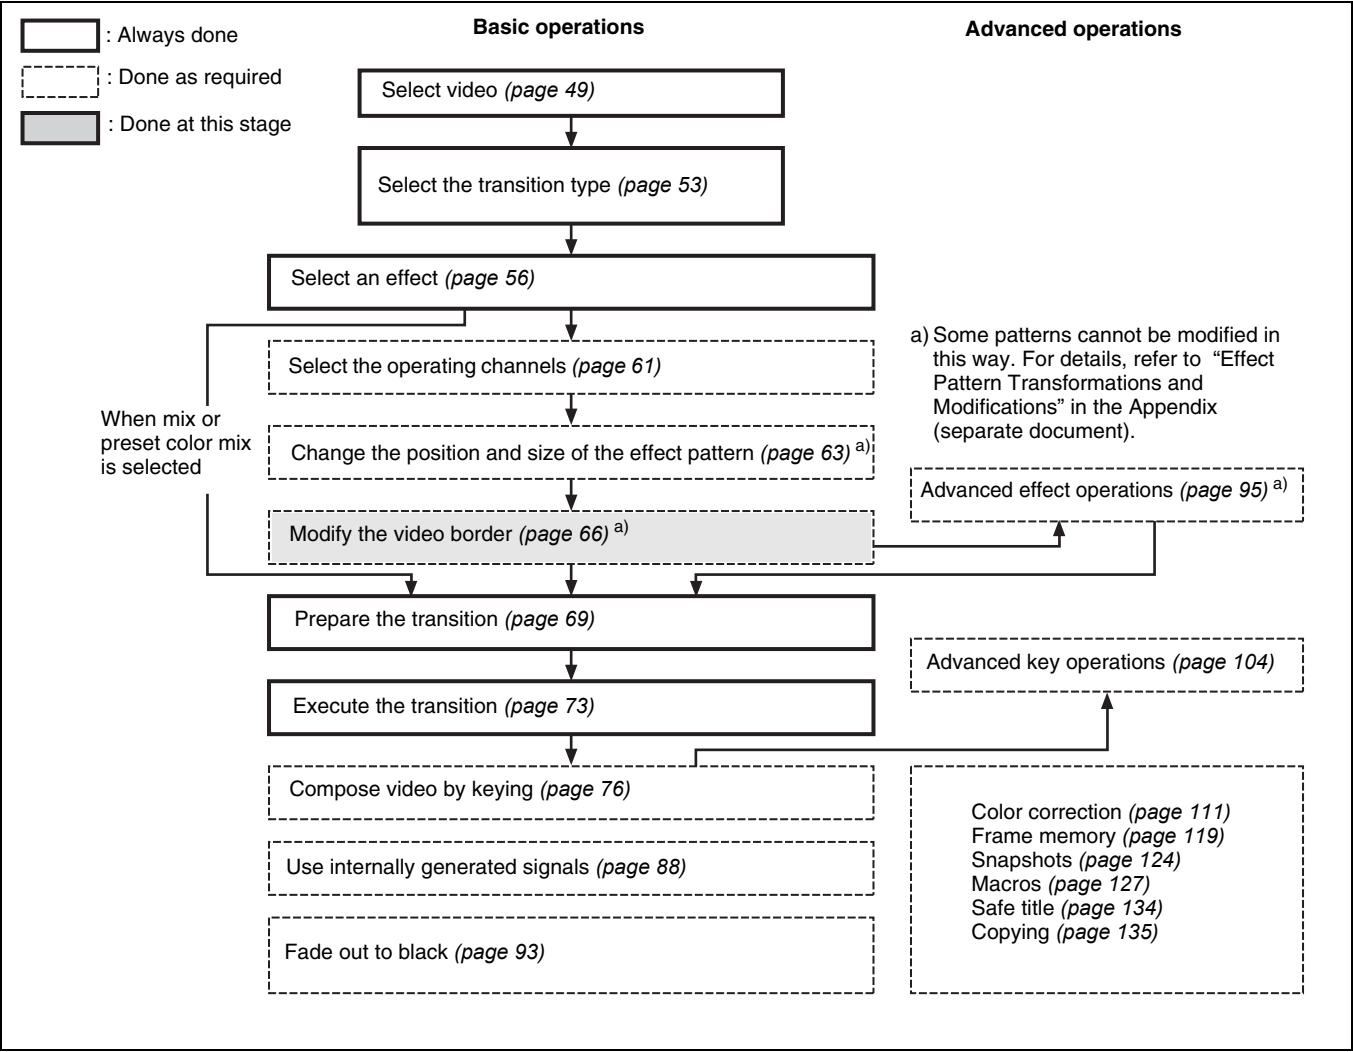 Basic operations
Advanced operations
: Always done
: Done as required
: Done at this stage
Select video (page 49)
Select the transition type (page 53)
Select an effect (page 56)
Select the operating channels (page 61)
When mix or
preset color mix
is selected
Change the position and size of the effect pattern (page 63) a)
Modify the video border (page 66) a)
a) Some patterns cannot be modified in
this way. For details, refer to “Effect
Pattern Transformations and
Modifications” in the Appendix
(separate document).
Advanced effect operations (page 95) a)
Prepare the transition (page 69)
Execute the transition (page 73)
Advanced key operations (page 104)
Compose video by keying (page 76)
Use internally generated signals (page 88)
Fade out to black (page 93)
Color correction (page 111)
Frame memory (page 119)
Snapshots (page 124)
Macros (page 127)
Safe title (page 134)
Copying (page 135)